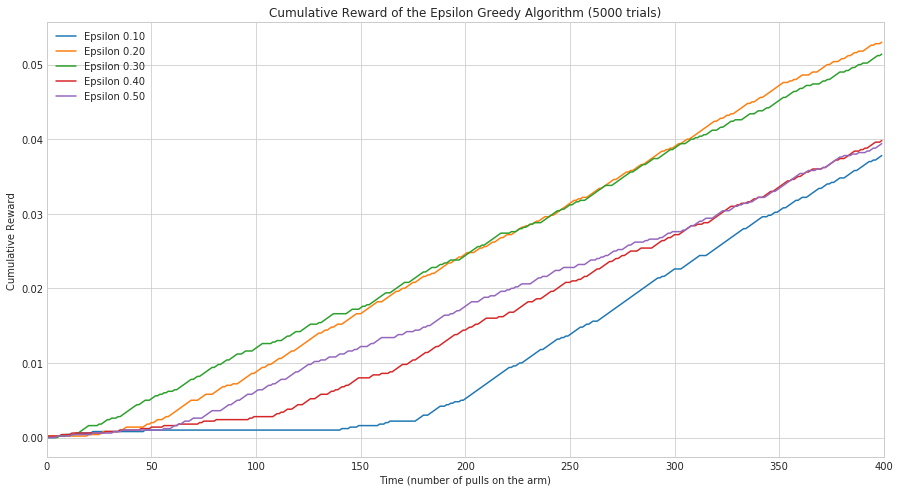 Cumulative Reward of the Epsilon Greedy Algorithm (5000 trials)
Epsilon 0.10
Epsilon 0.20
Epsilon 0.30
Epsilon 0.40
Epsilon 0.50
Cumulative Reward
0.05
0.04
0.03
0.02
0.01
0.00
0 50 100 150 200 250 300 350 400
Time (number of pulls on the arm)